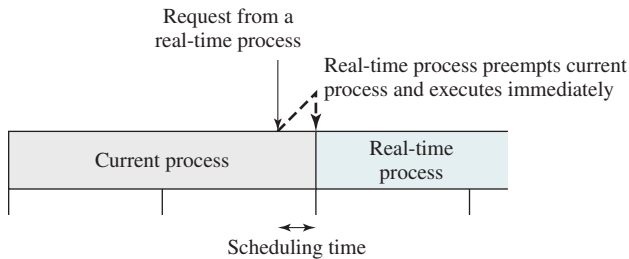 Request from a
real-time process
Real-time process preempts current
process and executes immediately
Current process
Real-time
process
Scheduling time